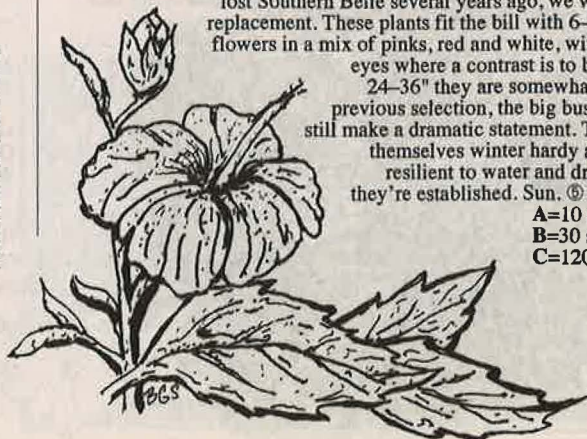 lost Southern Belle several years ago, we w
replacement. These plants fit the bill with 6–
flowers in a mix of pinks, red and white, wi
eyes where a contrast is to b
24–36" they are somewha
previous selection, the big bus
still make a dramatic statement. T
themselves winter hardy a
resilient to water and dr
they're established. Sun. ⑤
A=10
B=30
C=120
BGS